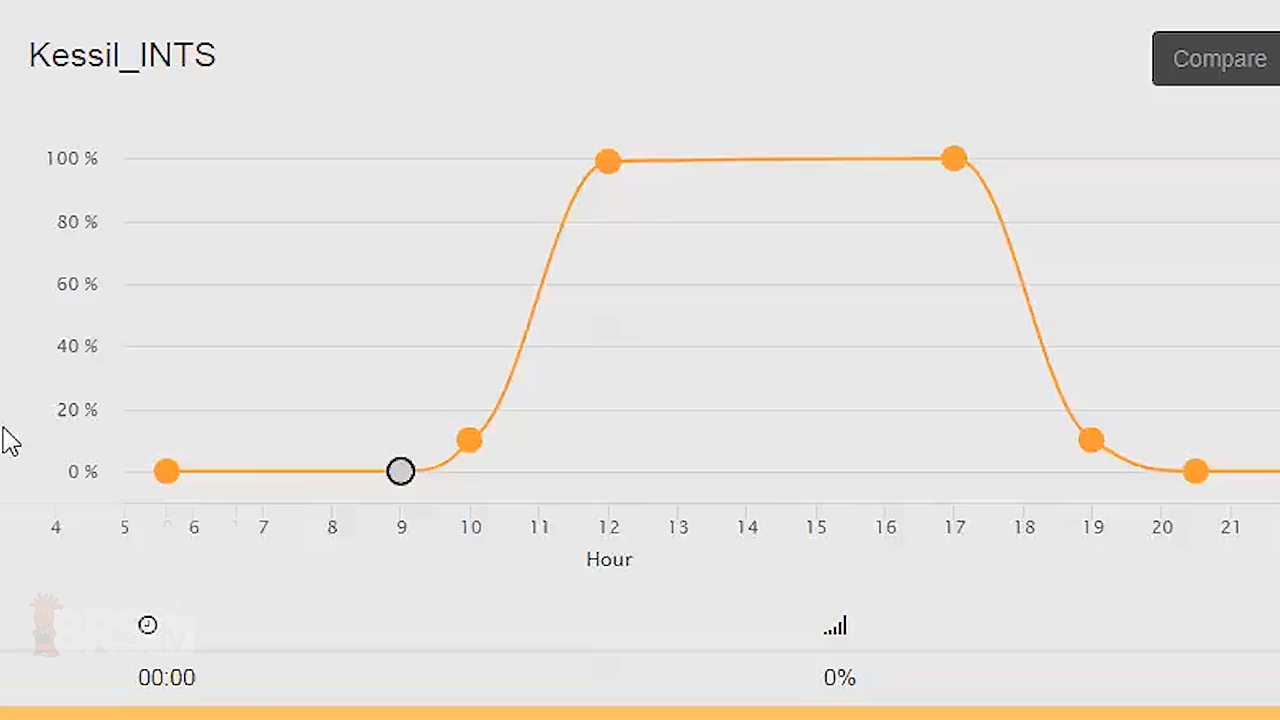 Kessil_INTS
Compare
100 %
80 %
60 %
40 %
20 %
0 %
4 5 6 7 8 9 10 11 12 13 14 15 16 17 18 19 20 21
Hour
BRS
00:00 0%